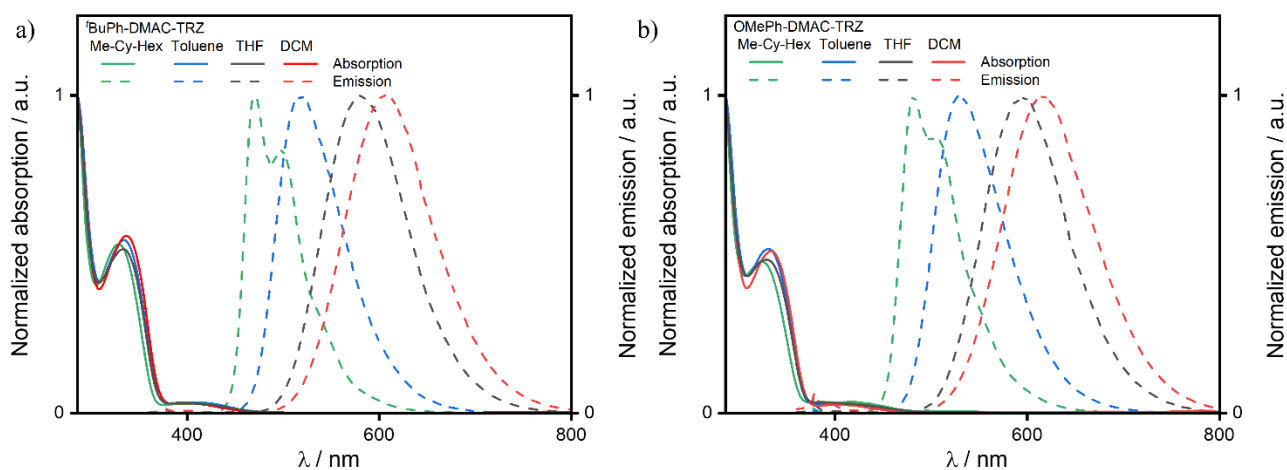 a)
ᵗBuPh-DMAC-TRZ
Me-Cy-Hex Toluene THF DCM
Absorption
Emission
1
0
1
0
400 600 800
λ / nm
Normalized absorption / a.u.
Normalized emission / a.u.
b)
OMePh-DMAC-TRZ
Me-Cy-Hex Toluene THF DCM
Absorption
Emission
1
0
1
0
400 600 800
λ / nm
Normalized absorption / a.u.
Normalized emission / a.u.